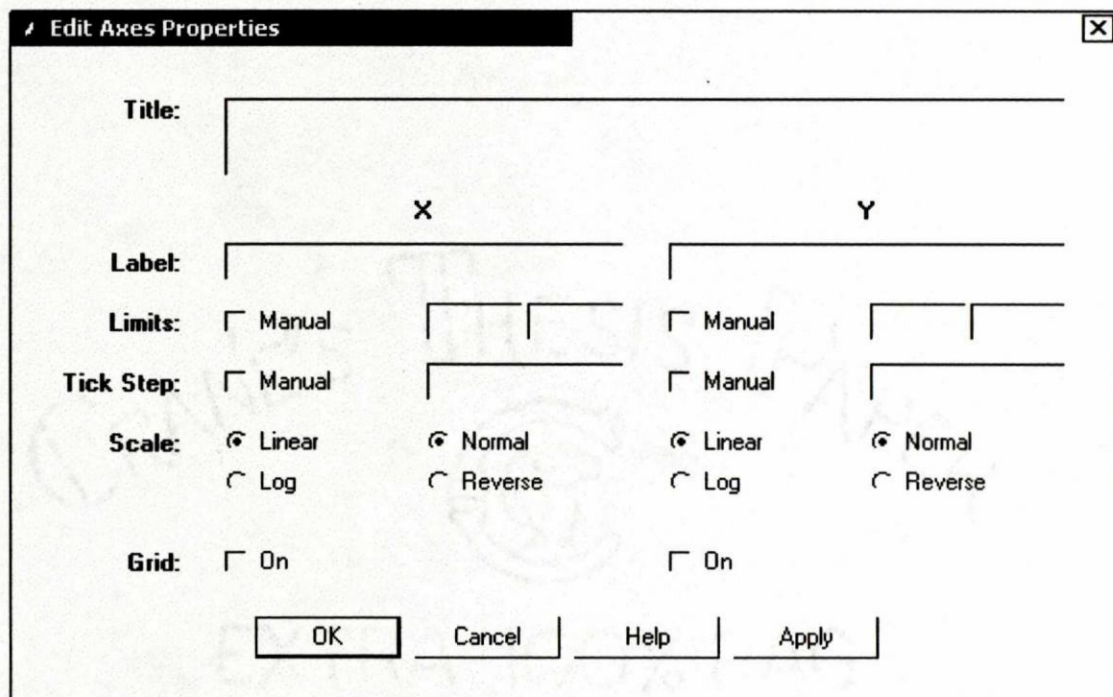 Edit Axes Properties
Title:
X Y
Label:
Limits: Manual Manual
Tick Step: Manual Manual
Scale: Linear Normal Linear Normal
Log Reverse Log Reverse
Grid: On On
OK Cancel Help Apply